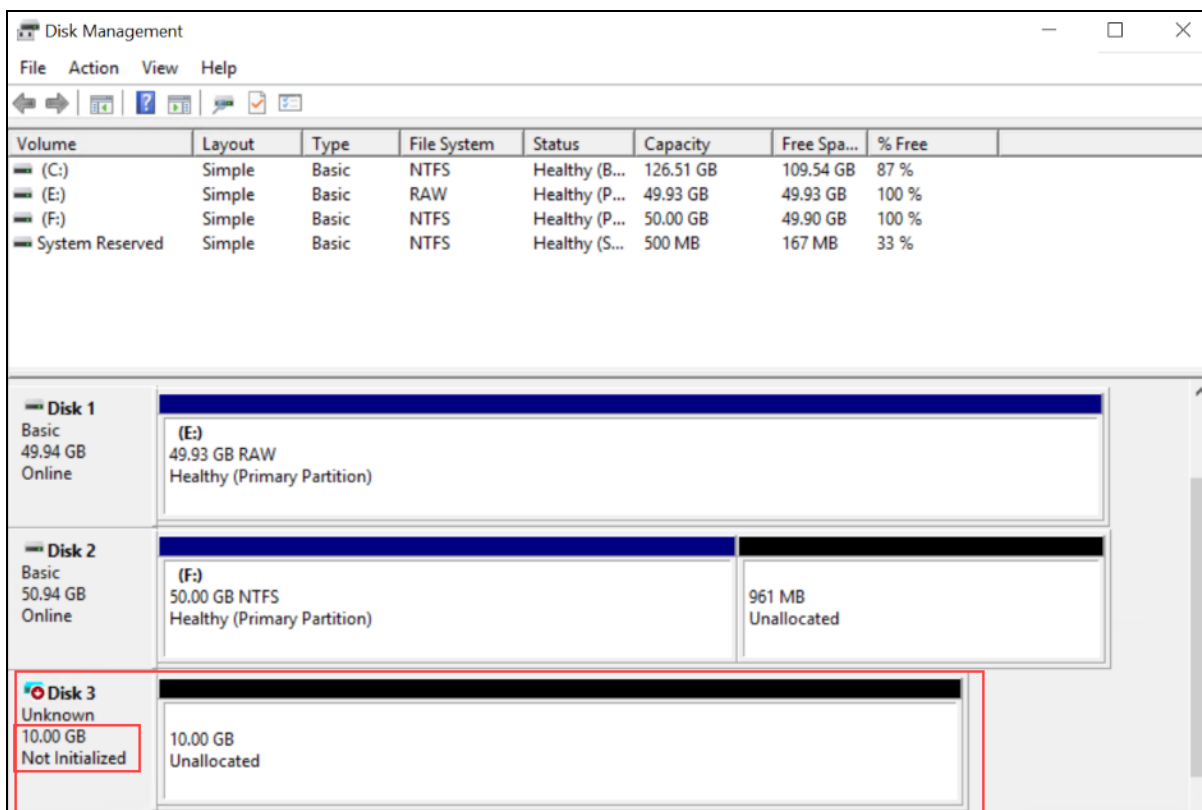 Disk Management
File Action View Help
Volume Layout Type File System Status Capacity Free Spa... % Free
(C:) Simple Basic NTFS Healthy (B... 126.51 GB 109.54 GB 87 %
(E:) Simple Basic RAW Healthy (P... 49.93 GB 49.93 GB 100 %
(F:) Simple Basic NTFS Healthy (P... 50.00 GB 49.90 GB 100 %
System Reserved Simple Basic NTFS Healthy (S... 500 MB 167 MB 33 %
Disk 1
Basic
49.94 GB
Online
(E:)
49.93 GB RAW
Healthy (Primary Partition)
Disk 2
Basic
50.94 GB
Online
(F:)
50.00 GB NTFS
Healthy (Primary Partition)
961 MB
Unallocated
Disk 3
Unknown
10.00 GB
Not Initialized
10.00 GB
Unallocated